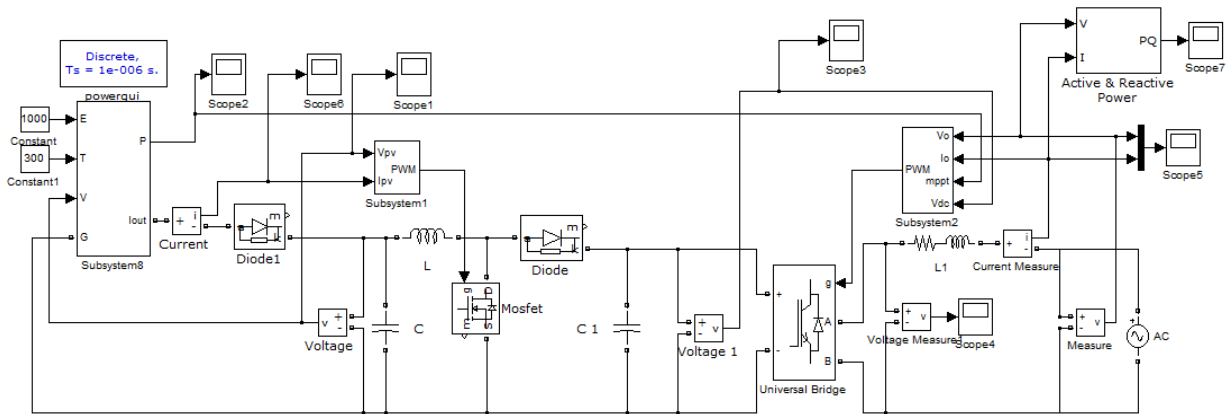 Discrete,
Ts = 1e-006 s.
powergui
1000
Constant
300
Constant1
E
T
V
G
P
Iout
Subsystem8
Scope2
Scope6
Scope1
+
i
-
Current
m
k
Diode1
Vpv
Ipv
PWM
Subsystem1
L
m
k
Diode
g
D
m
S
Mosfet
v
+
-
Voltage
C
C 1
+
-
v
Voltage 1
Scope3
+
-
g
A
B
Universal Bridge
PWM
Vo
Io
mppt
Vdc
Subsystem2
V
I
PQ
Active & Reactive
Power
Scope7
Scope5
L1
+
i
-
Current Measure
+
-
v
Voltage Measure1
Scope4
+
-
v
Measure
+
AC